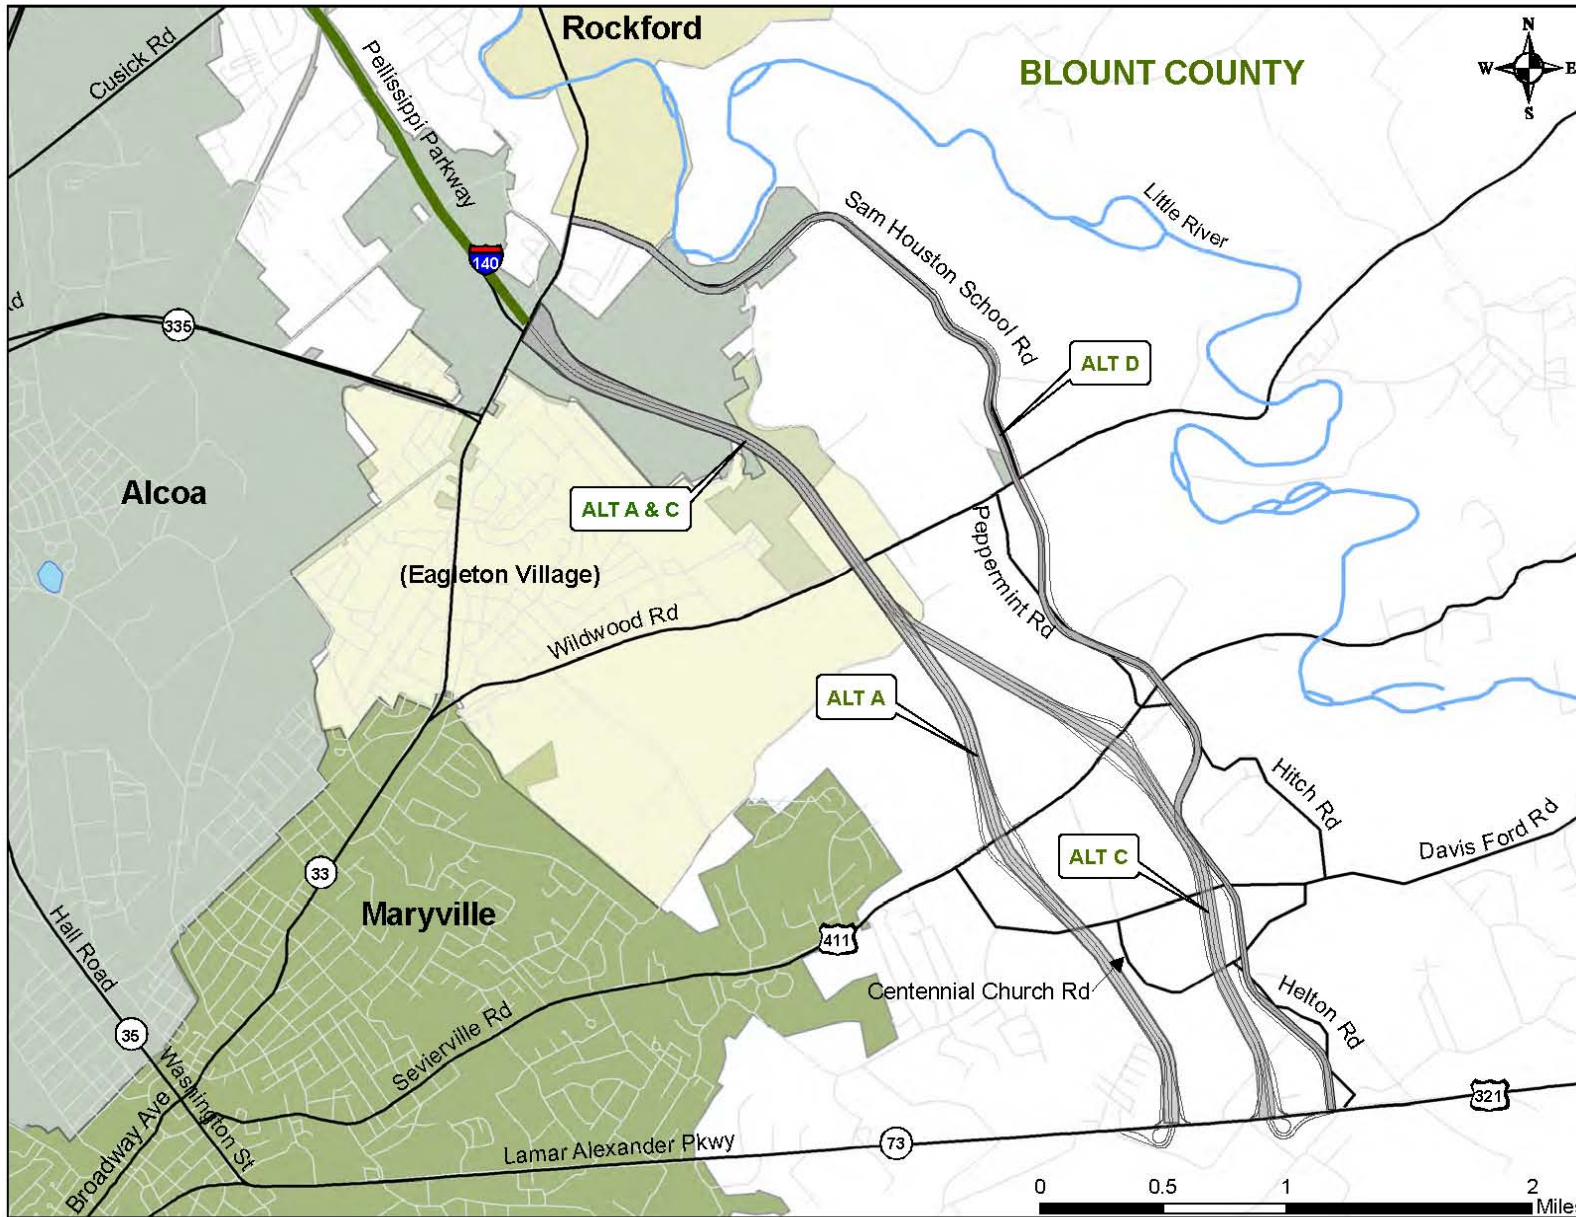 Rockford
BLOUNT COUNTY
N
W
E
S
Cusick Rd
Pellissippi Parkway
Little River
Sam Houston School Rd
140
335
ALT D
Alcoa
ALT A & C
Peppermint Rd
(Eagleton Village)
Wildwood Rd
ALT A
Hitch Rd
Davis Ford Rd
ALT C
33
Maryville
411
Hall Road
Centennial Church Rd
Helton Rd
35
Sevierville Rd
Washington St
Broadway Ave
321
Lamar Alexander Pkwy
73
0
0.5
1
2
Miles